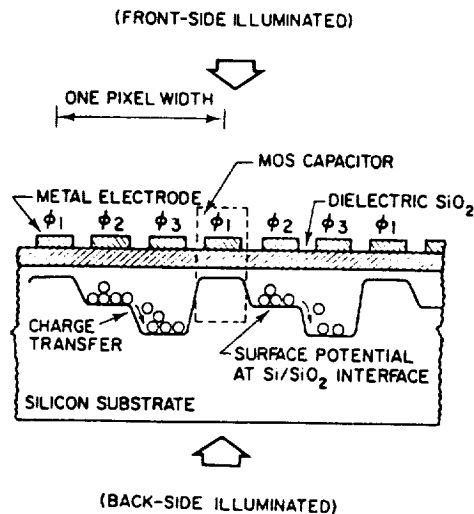 (FRONT-SIDE ILLUMINATED)
ONE PIXEL WIDTH
MOS CAPACITOR
METAL ELECTRODE
DIELECTRIC SiO₂
ϕ1 ϕ2 ϕ3 ϕ1 ϕ2 ϕ3 ϕ1
CHARGE
TRANSFER
SURFACE POTENTIAL
AT Si/SiO₂ INTERFACE
SILICON SUBSTRATE
(BACK-SIDE ILLUMINATED)